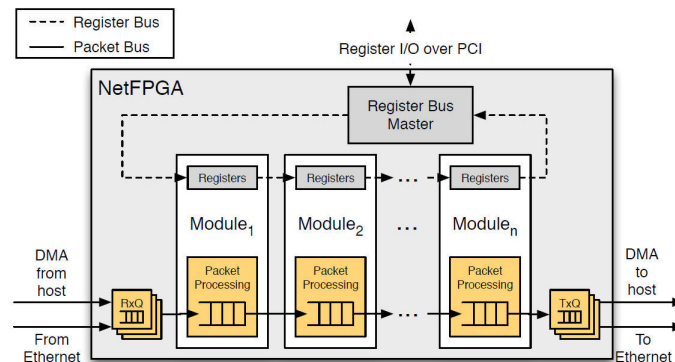 Register Bus
Packet Bus
Register I/O over PCI
NetFPGA
Register Bus
Master
Registers
Registers
...
Registers
Module1
Module2
...
Modulen
DMA
from
host
From
Ethernet
RxQ
Packet
Processing
Packet
Processing
...
Packet
Processing
TxQ
DMA
to
host
To
Ethernet